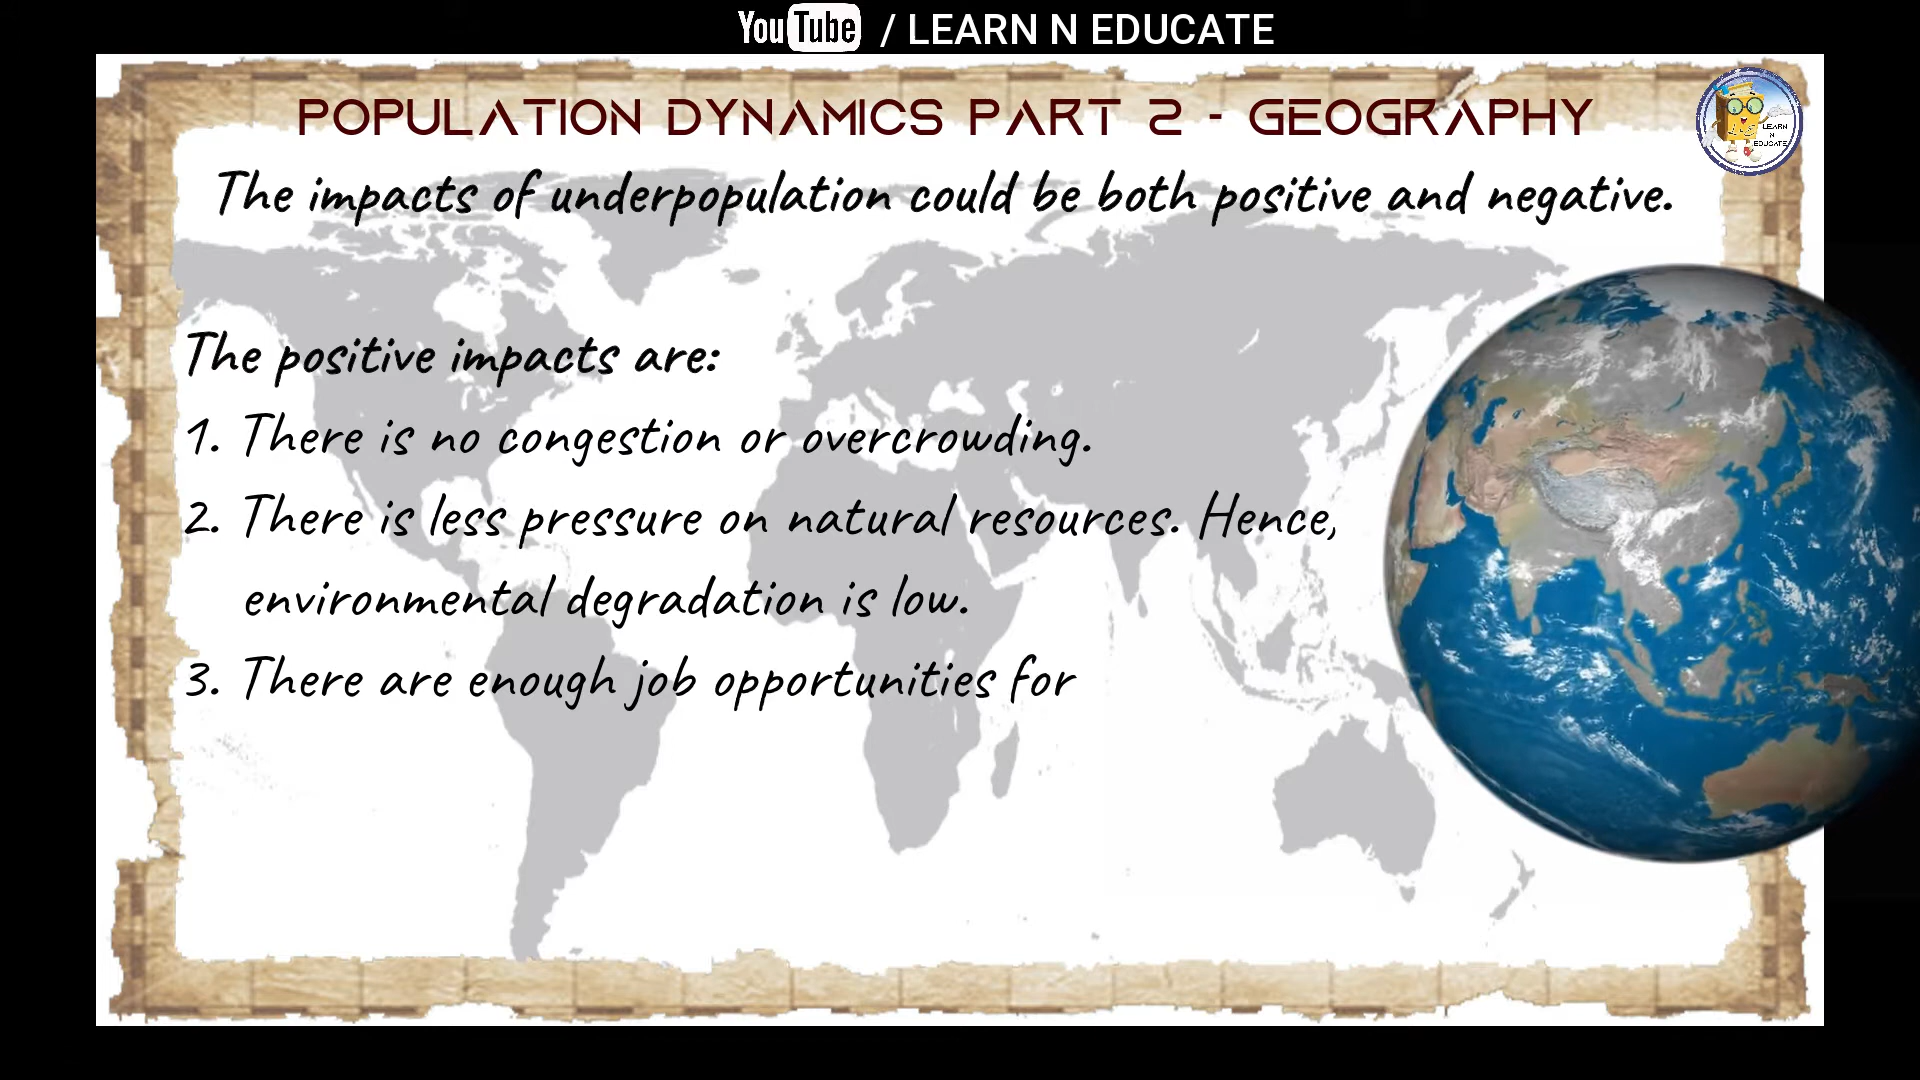 YouTube / LEARN N EDUCATE
POPULATION DYNAMICS PART 2 - GEOGRAPHY
LEARN
N
EDUCATE
The impacts of underpopulation could be both positive and negative.
The positive impacts are:
1. There is no congestion or overcrowding.
2. There is less pressure on natural resources. Hence,
environmental degradation is low.
3. There are enough job opportunities for